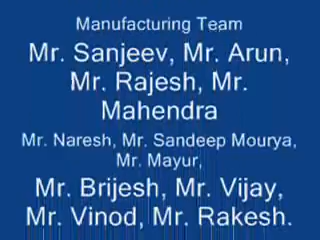 Manufacturing Team
Mr. Sanjeev, Mr. Arun,
Mr. Rajesh, Mr.
Mahendra
Mr. Naresh, Mr. Sandeep Mourya,
Mr. Mayur,
Mr. Brijesh, Mr. Vijay,
Mr. Vinod, Mr. Rakesh.